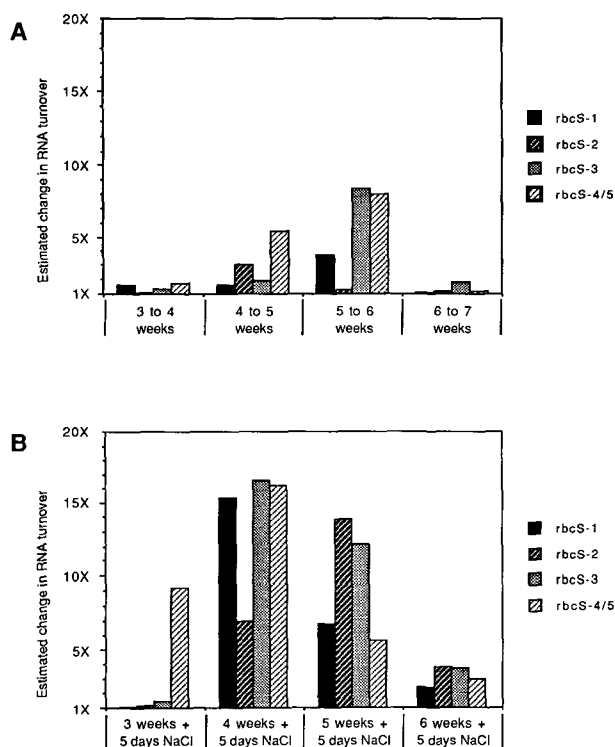 A
20X
15X
10X
5X
1X
Estimated change in RNA turnover
3 to 4
weeks
4 to 5
weeks
5 to 6
weeks
6 to 7
weeks
rbcS-1
rbcS-2
rbcS-3
rbcS-4/5
B
20X
15X
10X
5X
1X
Estimated change in RNA turnover
3 weeks +
5 days NaCl
4 weeks +
5 days NaCl
5 weeks +
5 days NaCl
6 weeks +
5 days NaCl
rbcS-1
rbcS-2
rbcS-3
rbcS-4/5